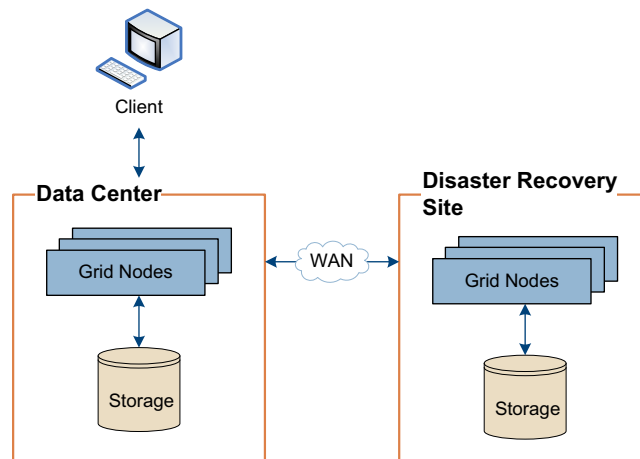 Client
Data Center
Grid Nodes
Storage
WAN
Disaster Recovery
Site
Grid Nodes
Storage